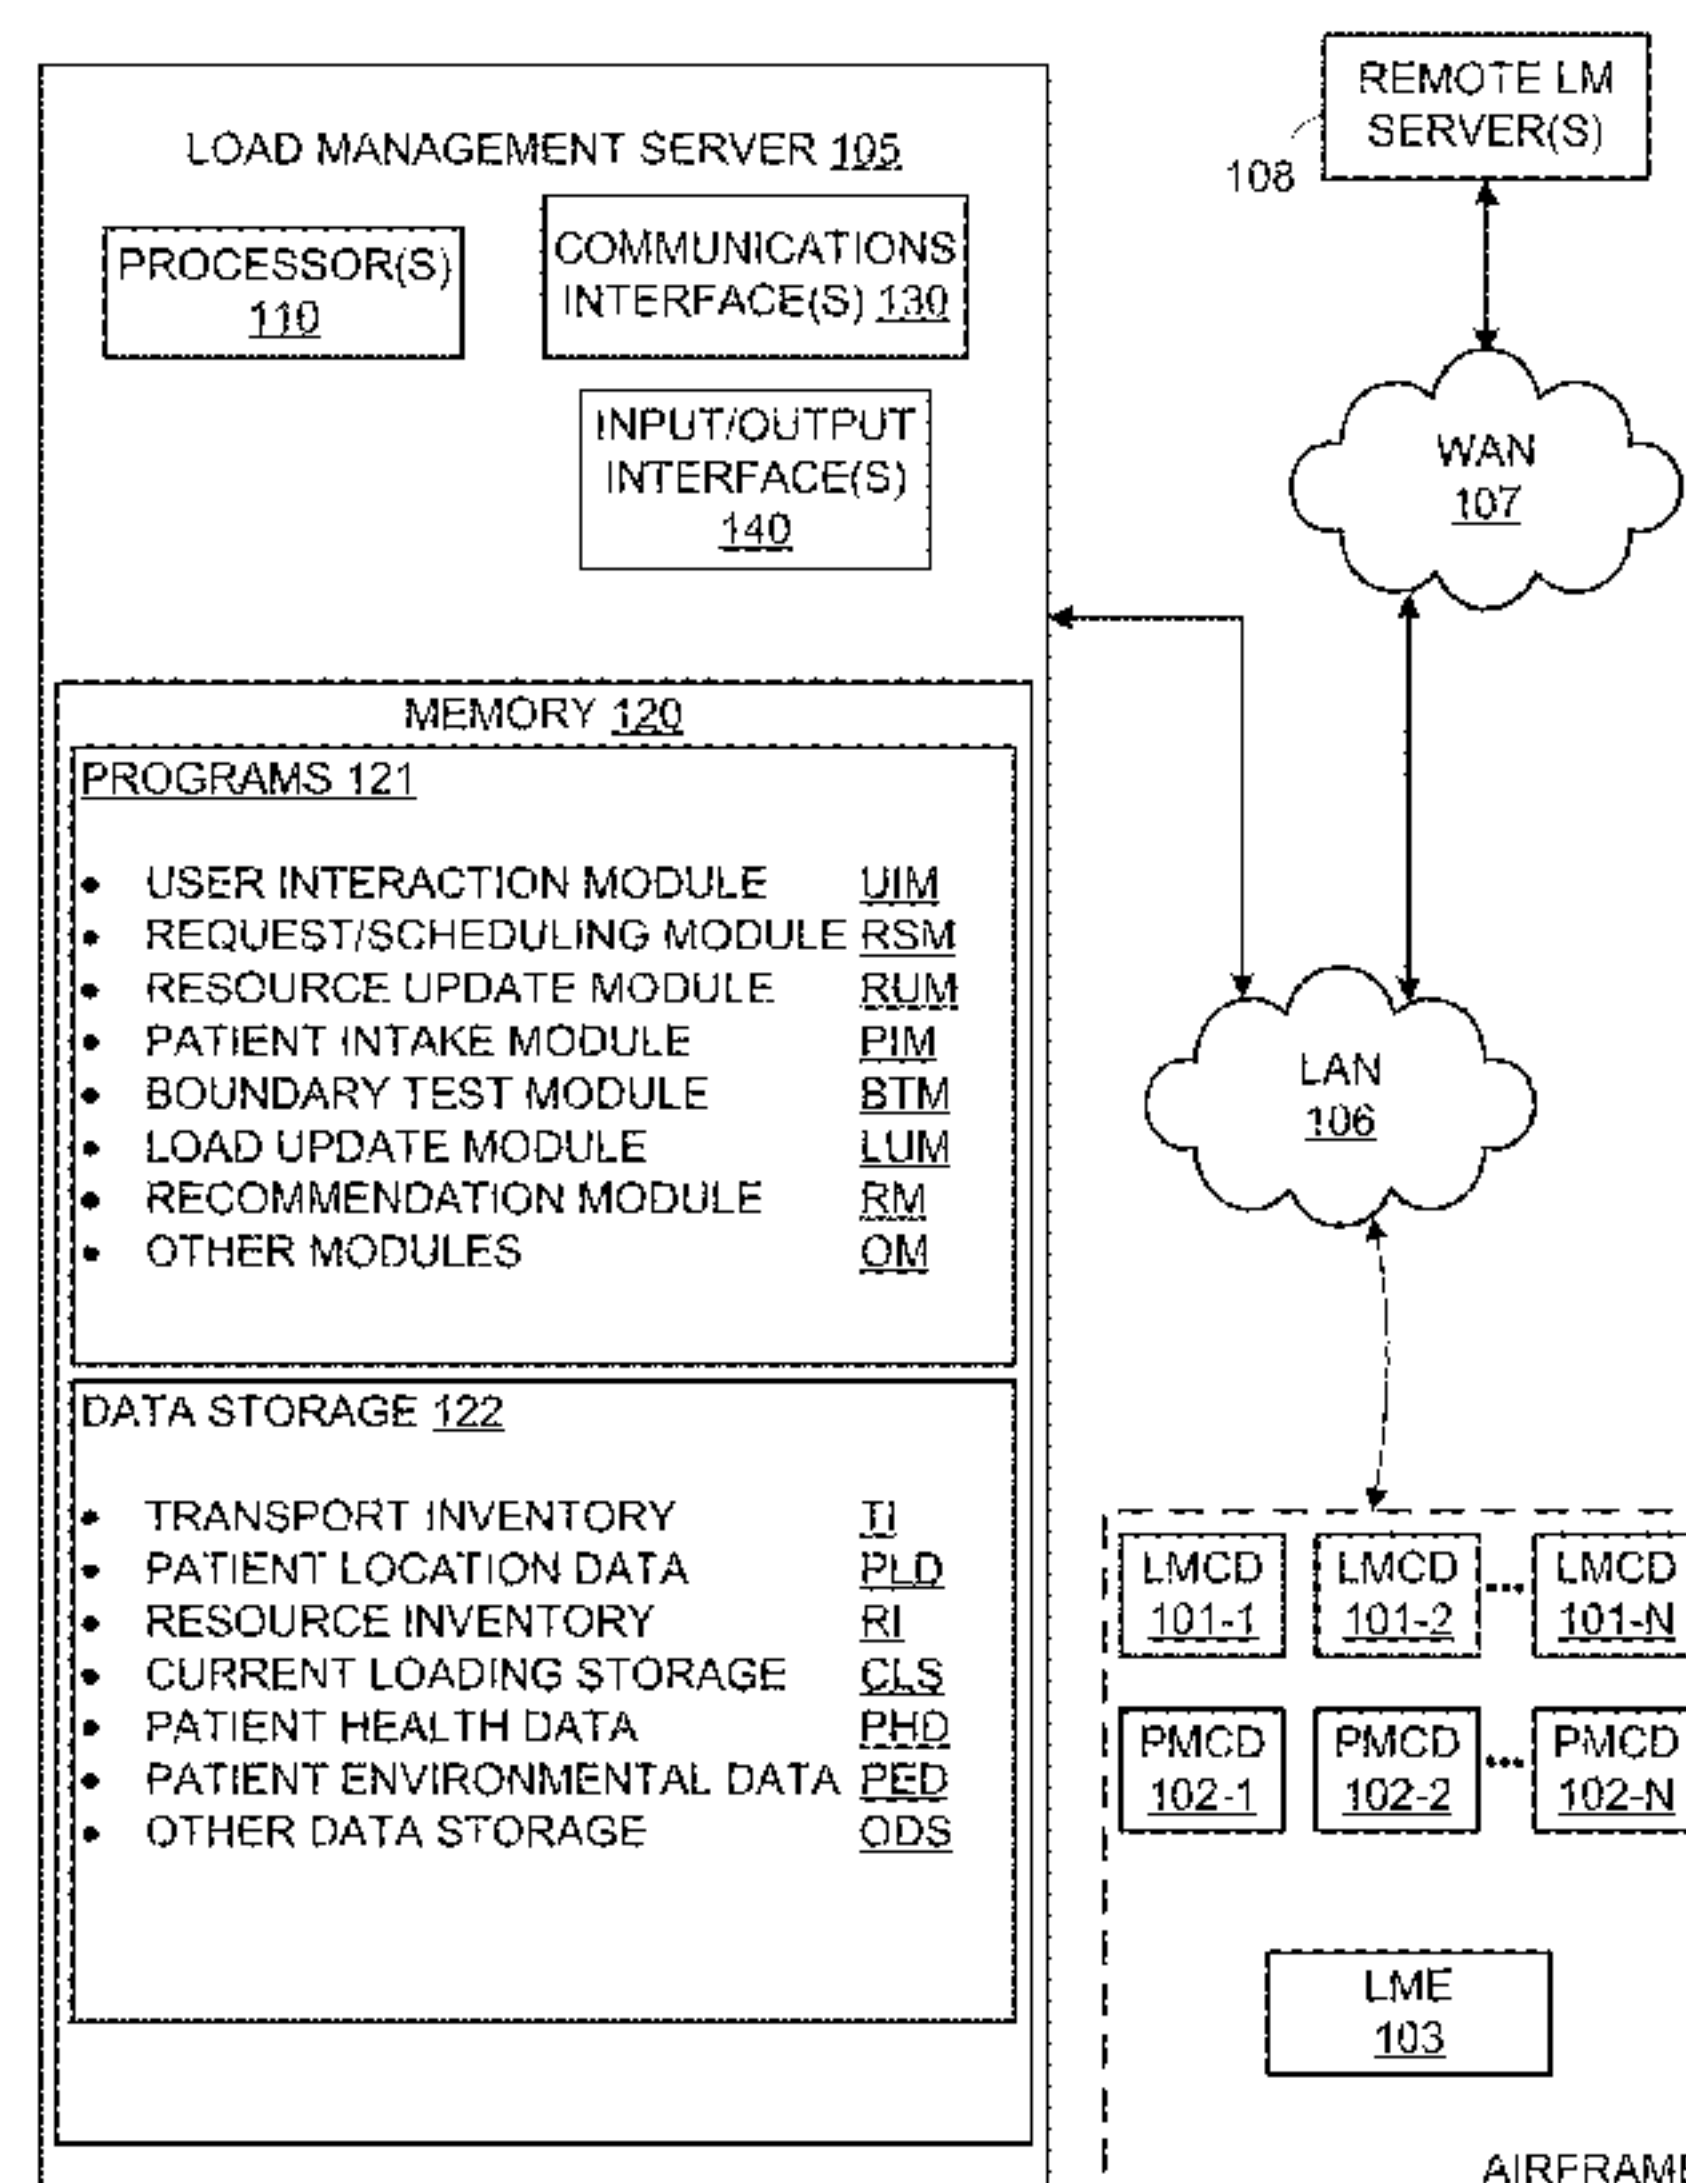 LOAD MANAGEMENT SERVER 105
PROCESSOR(S)
110
COMMUNICATIONS
INTERFACE(S) 130
INPUT/OUTPUT
INTERFACE(S)
140
MEMORY 120
PROGRAMS 121
• USER INTERACTION MODULE UIM
• REQUEST/SCHEDULING MODULE RSM
• RESOURCE UPDATE MODULE RUM
• PATIENT INTAKE MODULE PIM
• BOUNDARY TEST MODULE BTM
• LOAD UPDATE MODULE LUM
• RECOMMENDATION MODULE RM
• OTHER MODULES OM
DATA STORAGE 122
• TRANSPORT INVENTORY TI
• PATIENT LOCATION DATA PLD
• RESOURCE INVENTORY RI
• CURRENT LOADING STORAGE CLS
• PATIENT HEALTH DATA PHD
• PATIENT ENVIRONMENTAL DATA PED
• OTHER DATA STORAGE ODS
REMOTE LM
SERVER(S)
108
WAN
107
LAN
106
LMCD
101-1
LMCD
101-2
...
LMCD
101-N
PMCD
102-1
PMCD
102-2
...
PMCD
102-N
LME
103
AIRFRAME